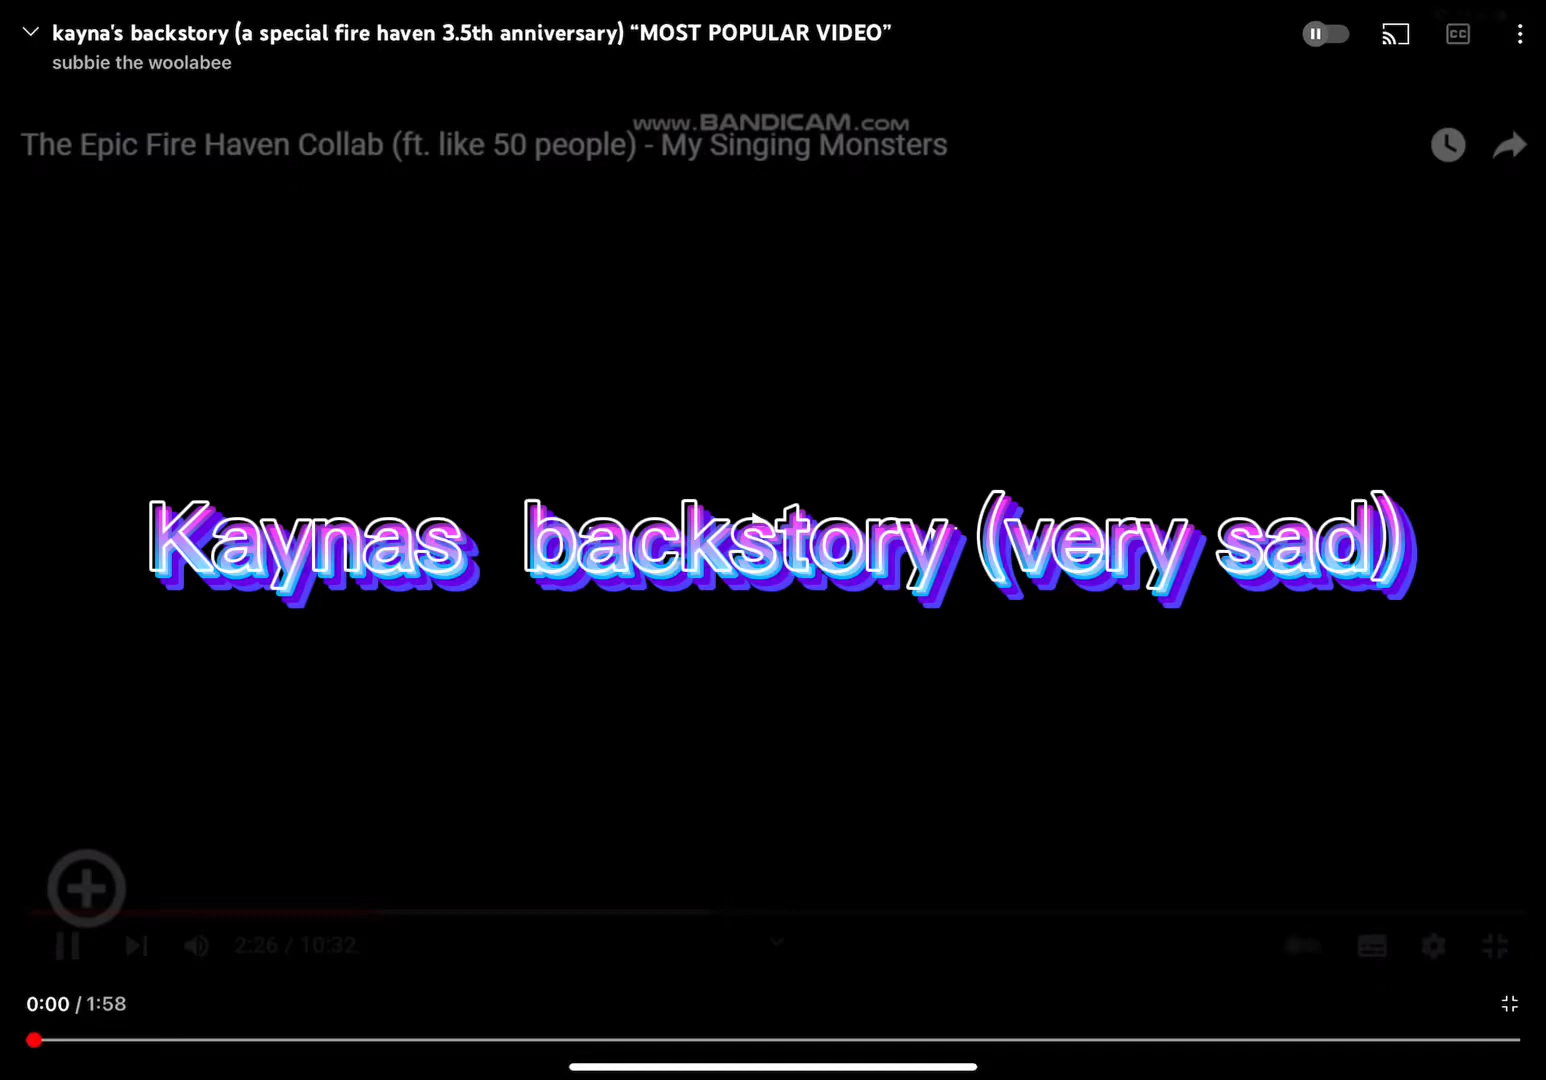 kayna's backstory (a special fire haven 3.5th anniversary) “MOST POPULAR VIDEO”
subbie the woolabee
CC
www.BANDICAM.COM
The Epic Fire Haven Collab (ft. like 50 people) - My Singing Monsters
Kaynas backstory (very sad)
2:26 / 10:32
0:00 / 1:58